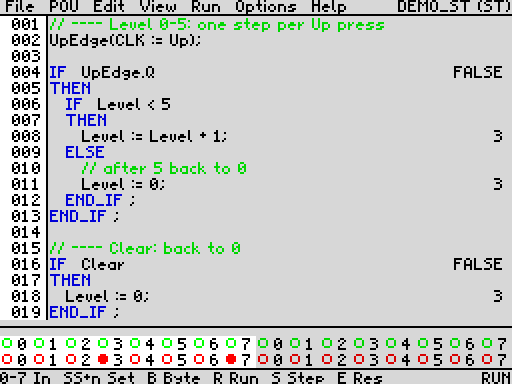 File POU Edit View Run Options Help DEMO_ST (ST)
001 // ---- Level 0-5: one step per Up press
002 UpEdge(CLK := Up);
003
004 IF UpEdge.Q FALSE
005 THEN
006 IF Level < 5
007 THEN
008 Level := Level + 1; 3
009 ELSE
010 // after 5 back to 0
011 Level := 0; 3
012 END_IF ;
013 END_IF ;
014
015 // ---- Clear: back to 0
016 IF Clear FALSE
017 THEN
018 Level := 0; 3
019 END_IF ;
0 1 2 3 4 5 6 7 0 1 2 3 4 5 6 7
0 1 2 3 4 5 6 7 0 1 2 3 4 5 6 7
0-7 In SS+n Set B Byte R Run S Step E Res RUN